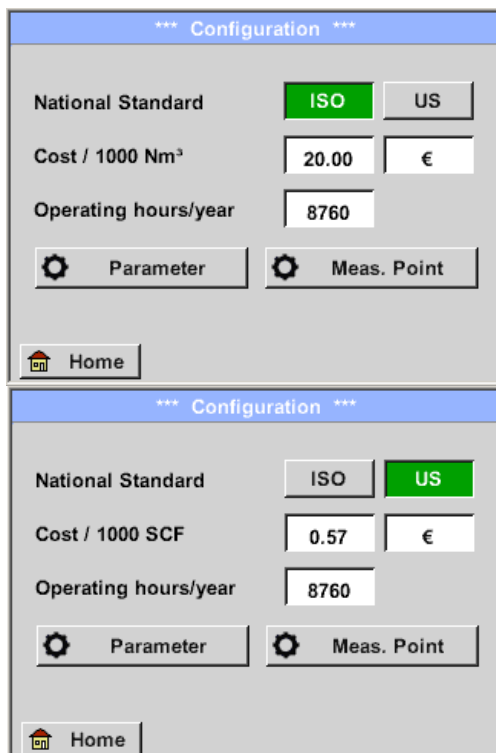 *** Configuration ***
National Standard ISO US
Cost / 1000 Nm³ 20.00 €
Operating hours/year 8760
Parameter Meas. Point
Home
*** Configuration ***
National Standard ISO US
Cost / 1000 SCF 0.57 €
Operating hours/year 8760
Parameter Meas. Point
Home